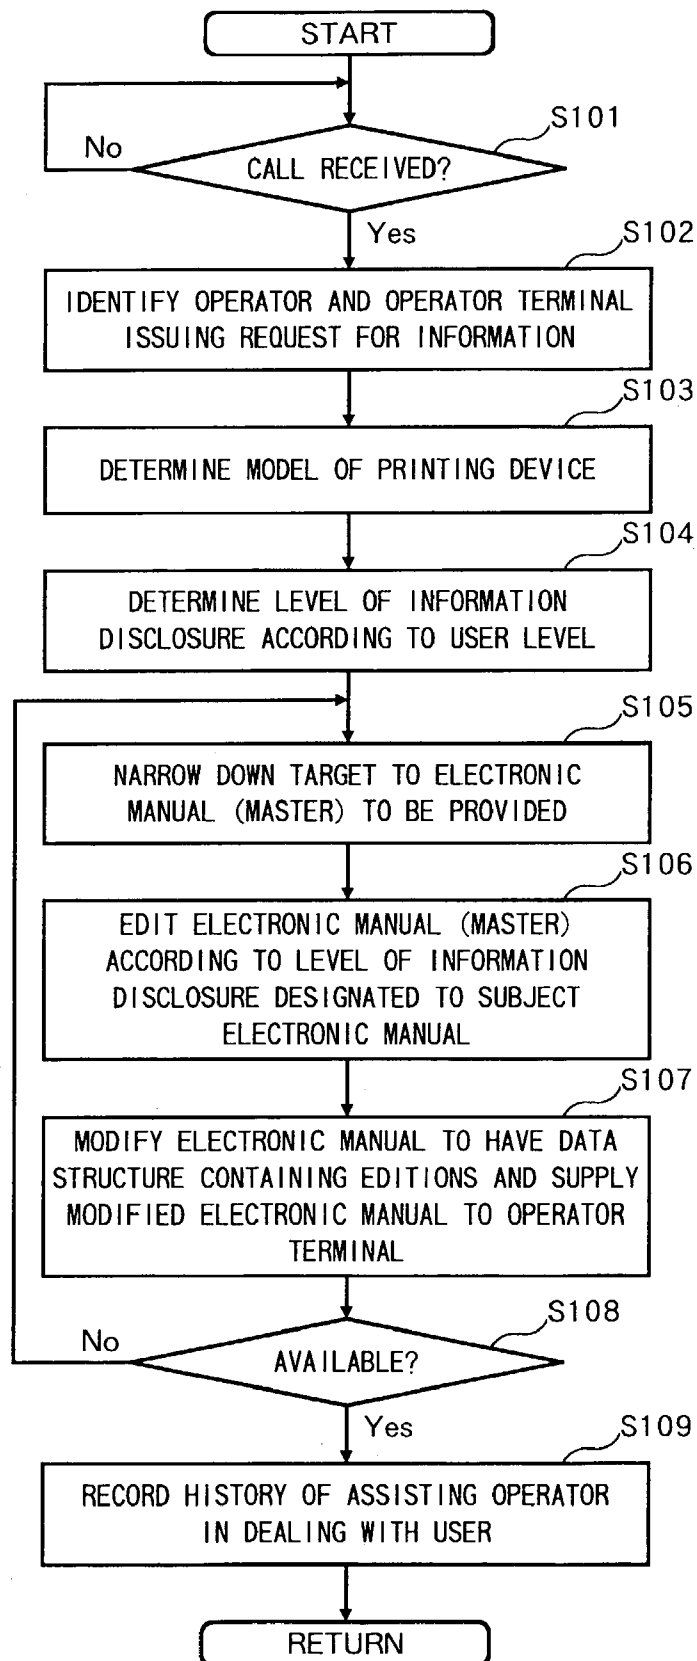 START
S101
No
CALL RECEIVED?
Yes
S102
IDENTIFY OPERATOR AND OPERATOR TERMINAL
ISSUING REQUEST FOR INFORMATION
S103
DETERMINE MODEL OF PRINTING DEVICE
S104
DETERMINE LEVEL OF INFORMATION
DISCLOSURE ACCORDING TO USER LEVEL
S105
NARROW DOWN TARGET TO ELECTRONIC
MANUAL (MASTER) TO BE PROVIDED
S106
EDIT ELECTRONIC MANUAL (MASTER)
ACCORDING TO LEVEL OF INFORMATION
DISCLOSURE DESIGNATED TO SUBJECT
ELECTRONIC MANUAL
S107
MODIFY ELECTRONIC MANUAL TO HAVE DATA
STRUCTURE CONTAINING EDITIONS AND SUPPLY
MODIFIED ELECTRONIC MANUAL TO OPERATOR
TERMINAL
S108
No
AVAILABLE?
Yes
S109
RECORD HISTORY OF ASSISTING OPERATOR
IN DEALING WITH USER
RETURN